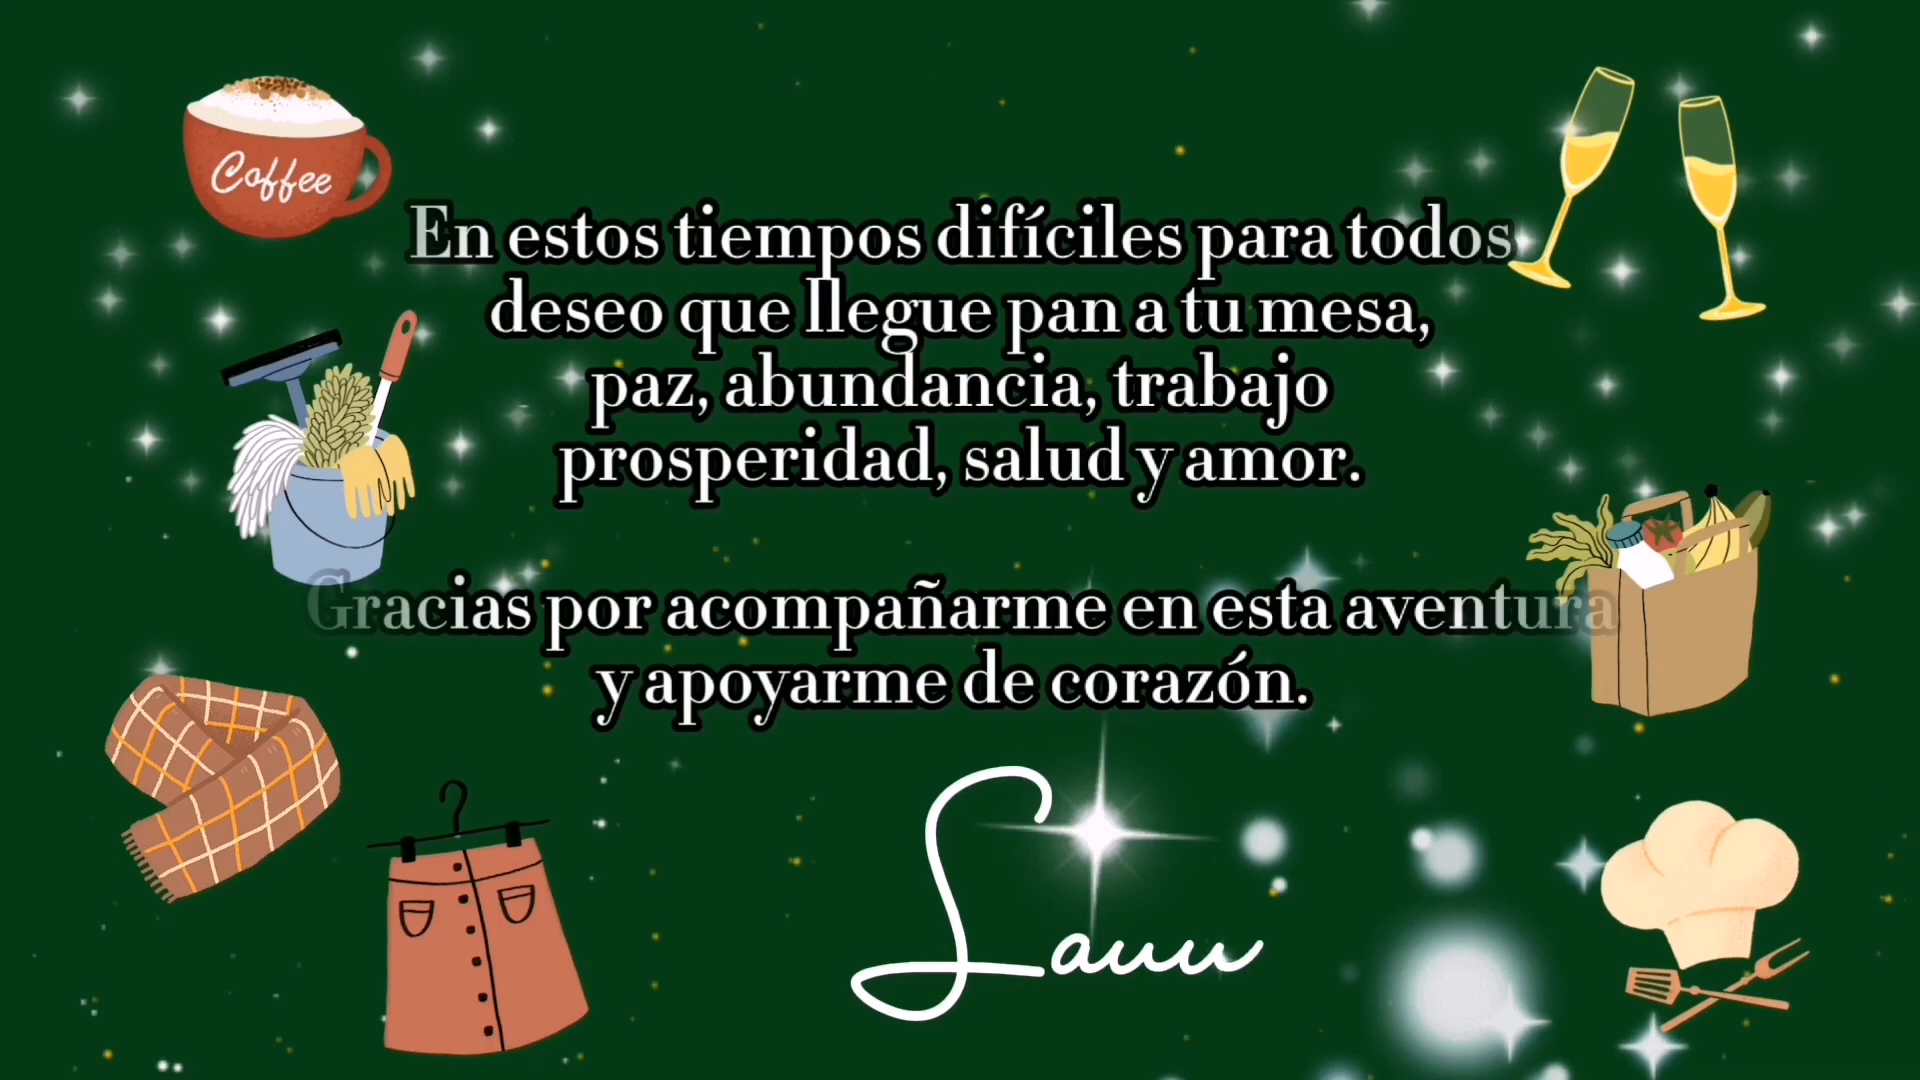 Coffee
En estos tiempos difíciles para todos
deseo que llegue pan a tu mesa,
paz, abundancia, trabajo
prosperidad, salud y amor.
Gracias por acompañarme en esta aventura
y apoyarme de corazón.
Lauu